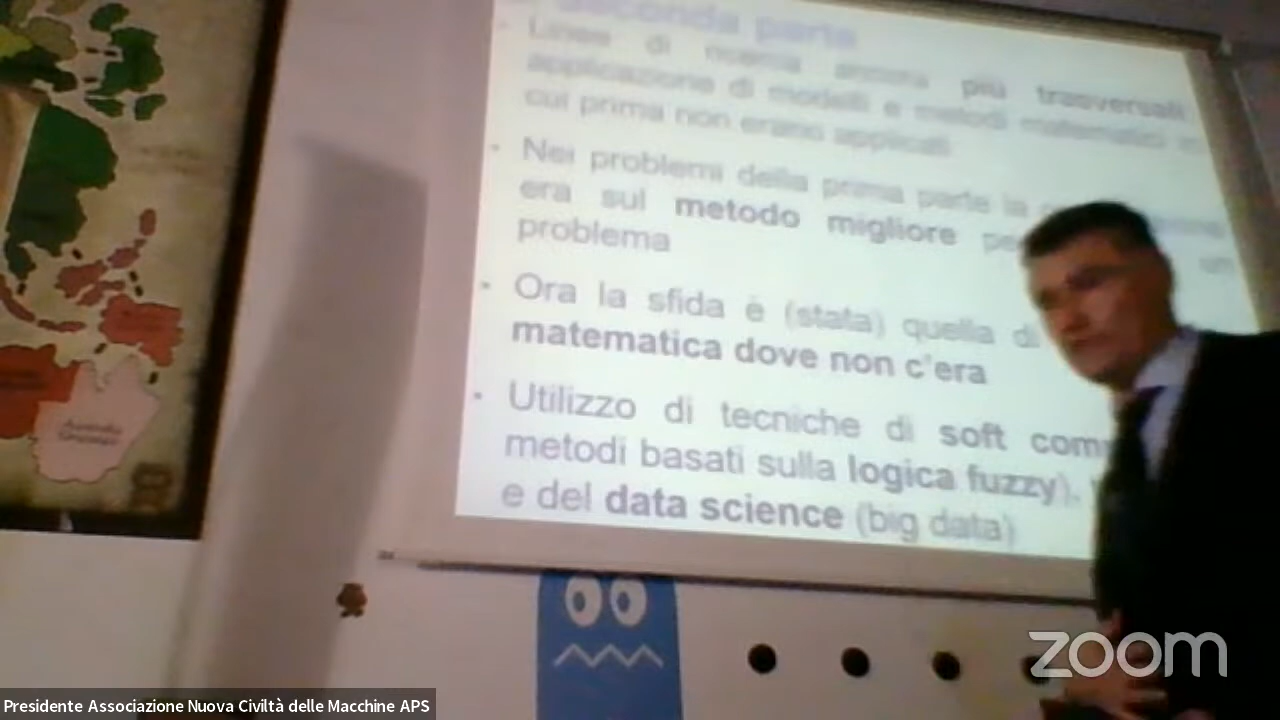 seconda parte
Linee di ricerca ancora più trasversali:
applicazione di modelli e metodi matematici in
cui prima non erano applicati
• Nei problemi della prima parte la
era sul metodo migliore un
problema
• Ora la sfida è (stata) quella di
matematica dove non c'era
• Utilizzo di tecniche di soft
metodi basati sulla logica fuzzy),
e del data science (big data)
zoom
Presidente Associazione Nuova Civiltà delle Macchine APS